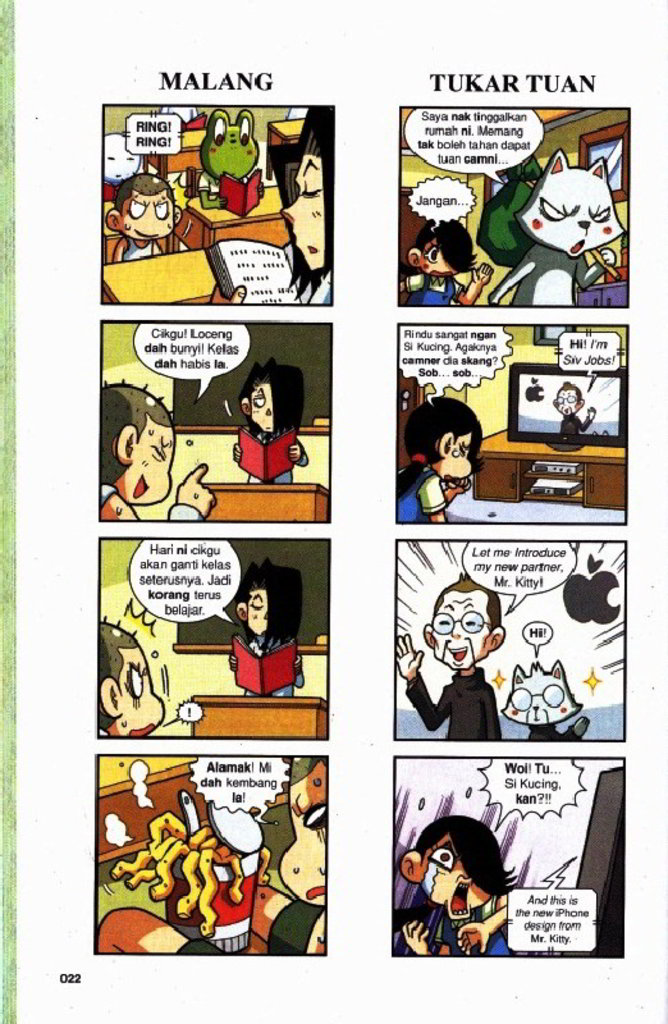 MALANG
RING!
RING!
Cikgu! Loceng
dah bunyi! Kelas
dah habis la.
Hari ni cikgu
akan ganti kelas
seterusnya. Jadi
korang terus
belajar.
!
Alamak! Mi
dah kembang
la!
TUKAR TUAN
Saya nak tinggalkan
rumah ni. Memang
tak boleh tahan dapat
tuan camni...
Jangan...
Rindu sangat ngan
Si Kucing. Agaknya
camner dia skang?
Sob... sob...
Hi! I'm
Siv Jobs!
Let me Introduce
my new partner,
Mr. Kitty!
Hi!
Woi! Tu...
Si Kucing,
kan?!!
And this is
the new iPhone
design from
Mr. Kitty.
022